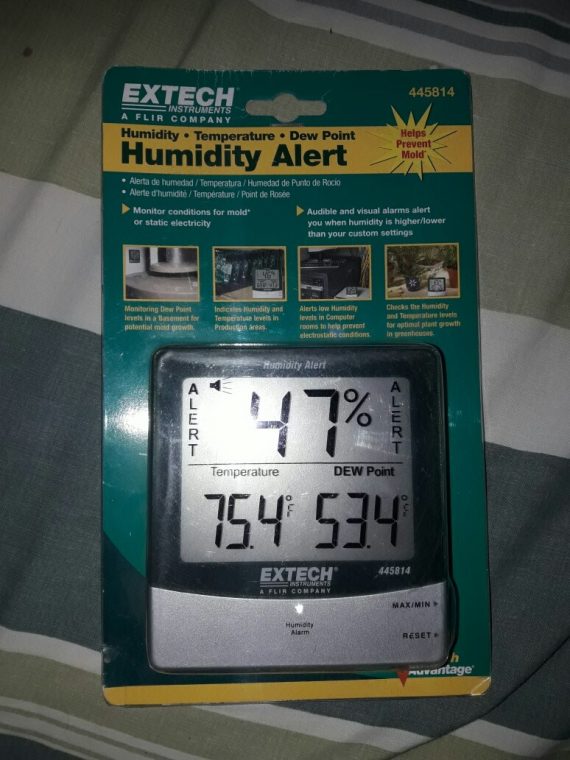 EXTECH®
INSTRUMENTS
A FLIR COMPANY
445814
Humidity • Temperature • Dew Point
Humidity Alert
Helps
Prevent
Mold*
• Alerta de humedad / Temperatura / Humedad de Punto de Rocio
• Alerte d'humidité / Température / Point de Rosée
Monitor conditions for mold*
or static electricity
Audible and visual alarms alert
you when humidity is higher/lower
than your custom settings
Monitoring Dew Point
levels in a Basement for
potential mold growth.
Indicates Humidity and
Temperature levels in
Production areas.
Alerts low Humidity
levels in Computer
rooms to help prevent
electrostatic conditions.
Checks the Humidity
and Temperature levels
for optimal plant growth
in greenhouses.
Humidity Alert
ALERT
47%
ALERT
Temperature
DEW Point
75.4°F
53.4°F
EXTECH®
INSTRUMENTS
A FLIR COMPANY
445814
MAX/MIN
RESET
Humidity
Alarm
Advantage®